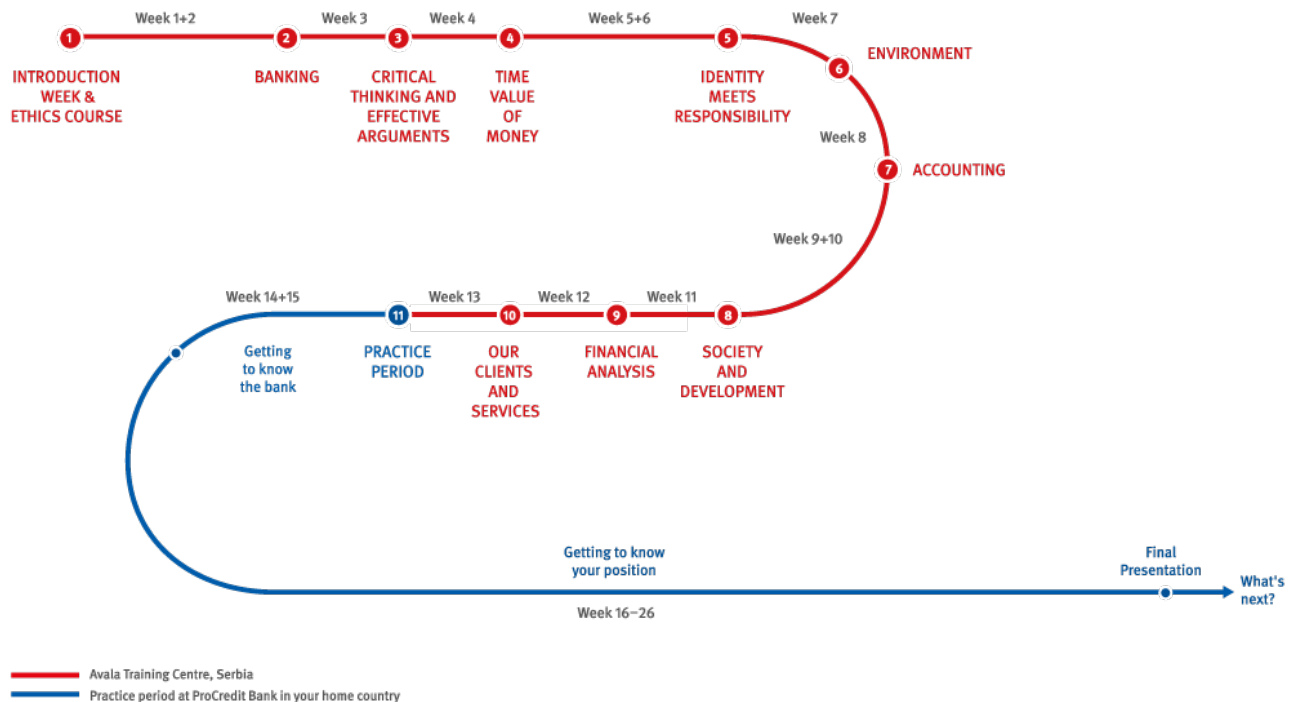 Week 1+2
Week 3
Week 4
Week 5+6
Week 7
1
2
3
4
5
6
ENVIRONMENT
INTRODUCTION
WEEK &
ETHICS COURSE
BANKING
CRITICAL
THINKING AND
EFFECTIVE
ARGUMENTS
TIME
VALUE
OF
MONEY
IDENTITY
MEETS
RESPONSIBILITY
Week 8
7
ACCOUNTING
Week 9+10
Week 14+15
Week 13
Week 12
Week 11
11
10
9
8
Getting
to know
the bank
PRACTICE
PERIOD
OUR
CLIENTS
AND
SERVICES
FINANCIAL
ANALYSIS
SOCIETY
AND
DEVELOPMENT
Getting to know
your position
Final
Presentation
What's
next?
Week 16–26
Avala Training Centre, Serbia
Practice period at ProCredit Bank in your home country